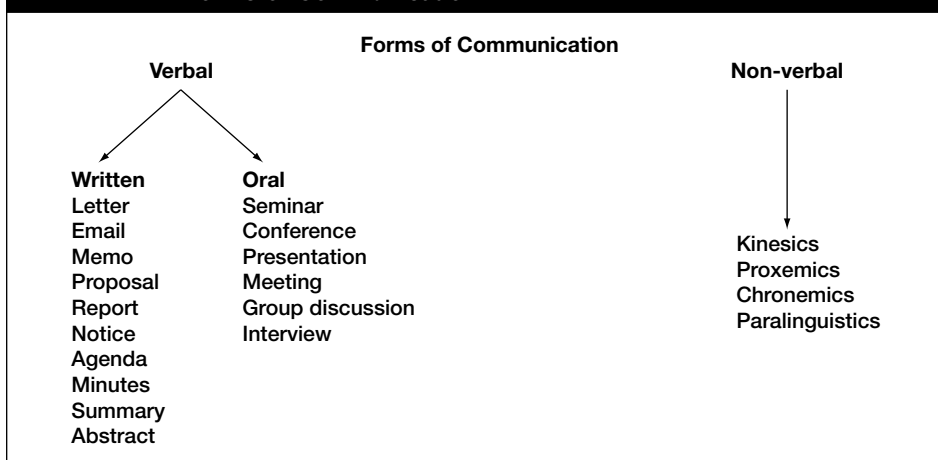 Forms of Communication
Verbal
Non-verbal
Written
Letter
Email
Memo
Proposal
Report
Notice
Agenda
Minutes
Summary
Abstract
Oral
Seminar
Conference
Presentation
Meeting
Group discussion
Interview
Kinesics
Proxemics
Chronemics
Paralinguistics